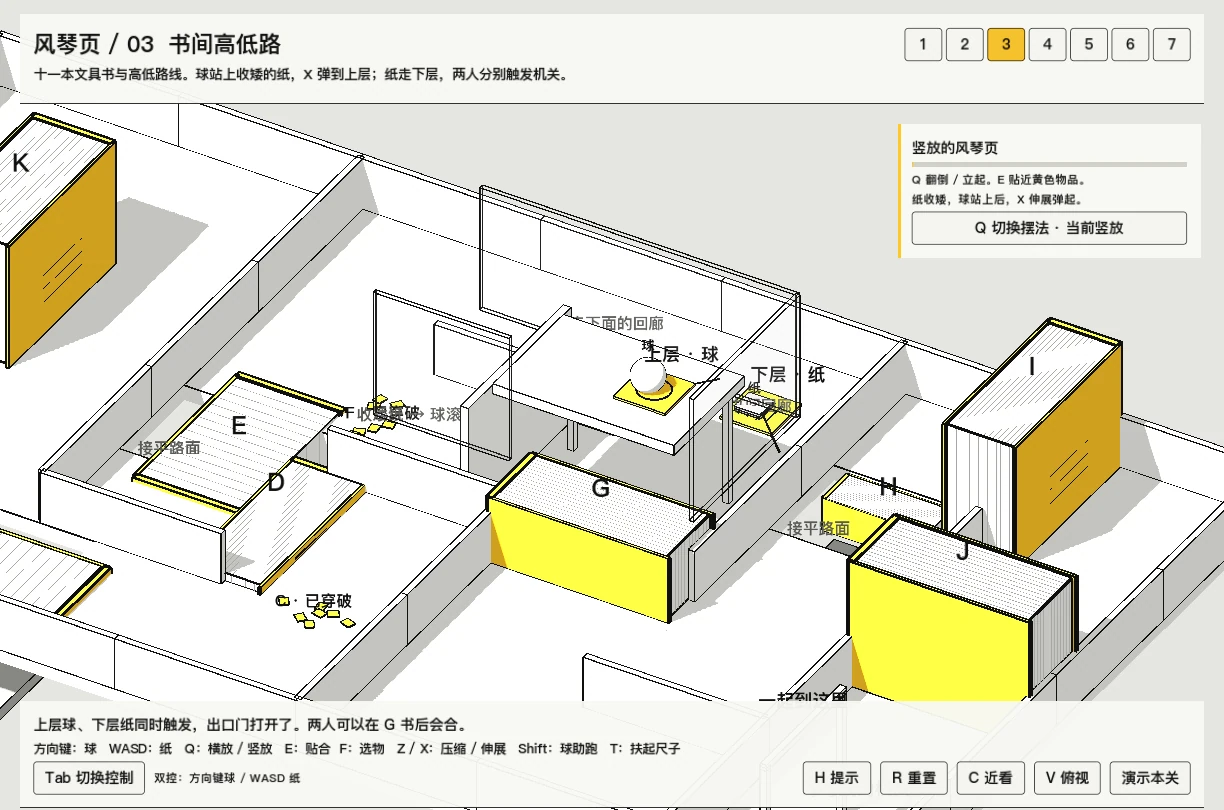 风琴页 / 03 书间高低路
十一本文具书与高低路线。球站上收矮的纸，X 弹到上层；纸走下层，两人分别触发机关。
1 2 3 4 5 6 7
竖放的风琴页
Q 翻倒 / 立起。E 贴近黄色物品。
纸收矮，球站上后，X 伸展弹起。
Q 切换摆法 · 当前竖放
K
下面的回廊
球
上层 · 球
下层 · 纸
纸
I
E
球滚
接平路面
D
G
H
接平路面
J
已穿破
一起到这里
上层球、下层纸同时触发，出口门打开了。两人可以在 G 书后会合。
方向键：球 WASD：纸 Q：横放 / 竖放 E：贴合 F：选物 Z / X：压缩 / 伸展 Shift：球助跑 T：扶起尺子
Tab 切换控制
双控：方向键球 / WASD 纸
H 提示
R 重置
C 近看
V 俯视
演示本关